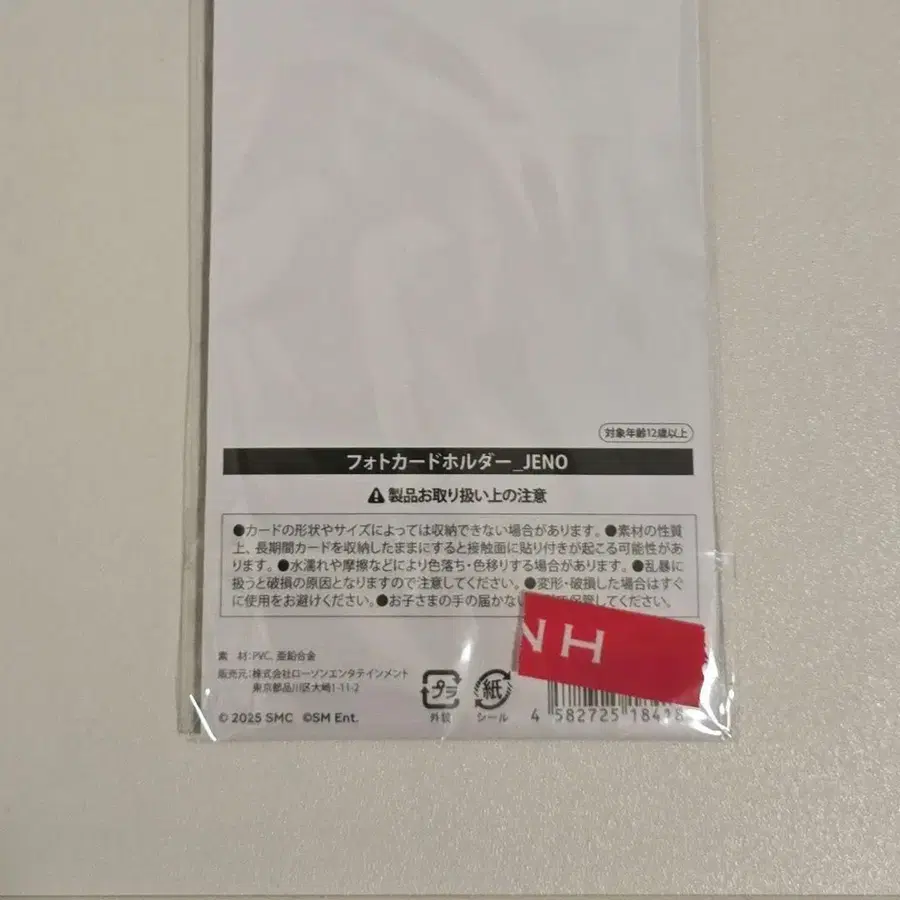 対象年齢12歳以上
フォトカードホルダー_JENO
製品お取り扱い上の注意
●カードの形状やサイズによっては収納できない場合があります。●素材の性質
上、長期間カードを収納したままにすると接触面に貼り付きが起こる可能性があ
ります。●水濡れや摩擦などにより色落ち・色移りする場合があります。●乱暴に
扱うと破損の原因となりますので注意してください。●変形・破損した場合はすぐ
に使用をお避けください。●お子さまの手の届かない 保管してください。
素 材:PVC、亜鉛合金
販売元:株式会社ローソンエンタテインメント
東京都品川区大崎1-11-2
プラ
外装
紙
シール
NH
4 582725 18418
© 2025 SMC ©SM Ent.